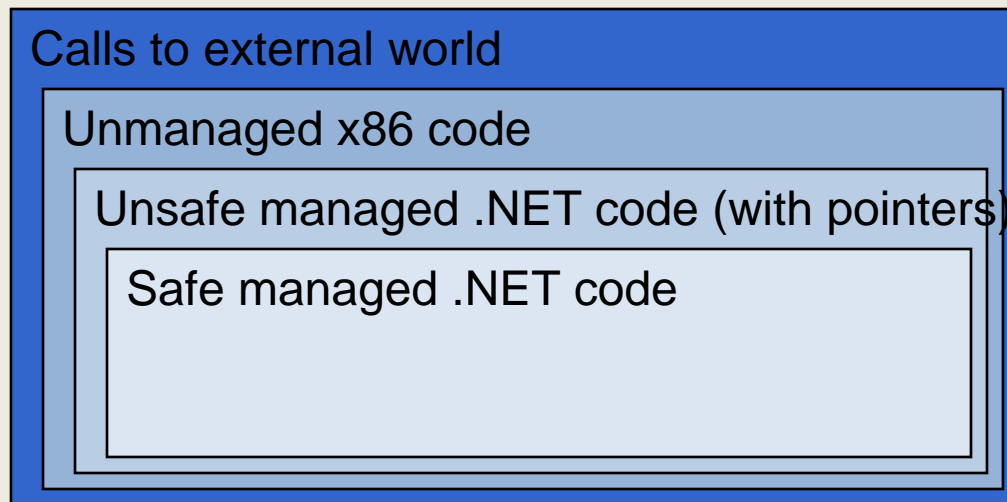 Calls to external world
Unmanaged x86 code
Unsafe managed .NET code (with pointers)
Safe managed .NET code